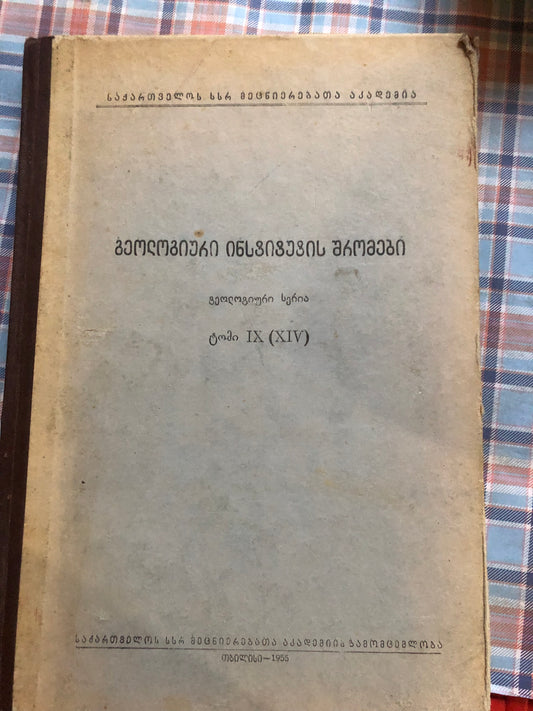 საქართველოს სსრ მეცნიერებათა აკადემია
გეოლოგიური ინსტიტუტის შრომები
გეოლოგიური სერია
ტომი IX (XIV)
საქართველოს სსრ მეცნიერებათა აკადემიის გამომცემლობა
თბილისი—1955